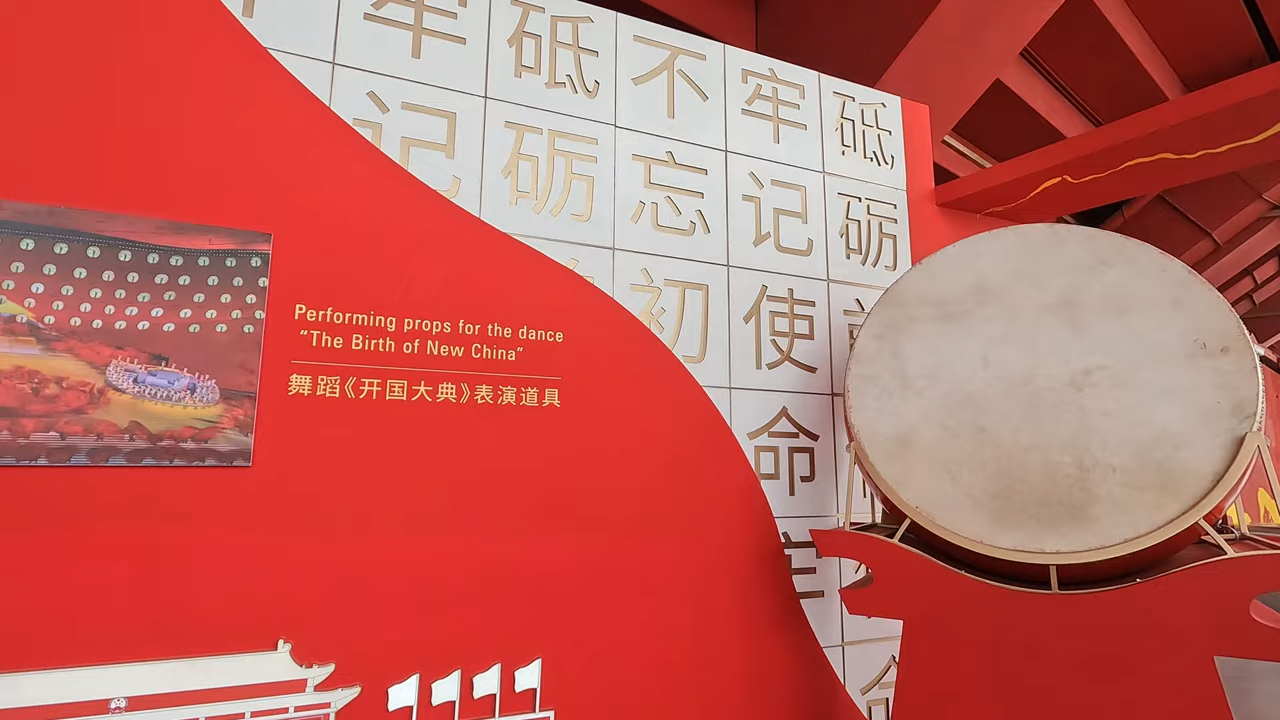 Performing props for the dance
“The Birth of New China”
舞蹈《开国大典》表演道具
牢记
砥砺
不忘初
牢记使命
砥砺